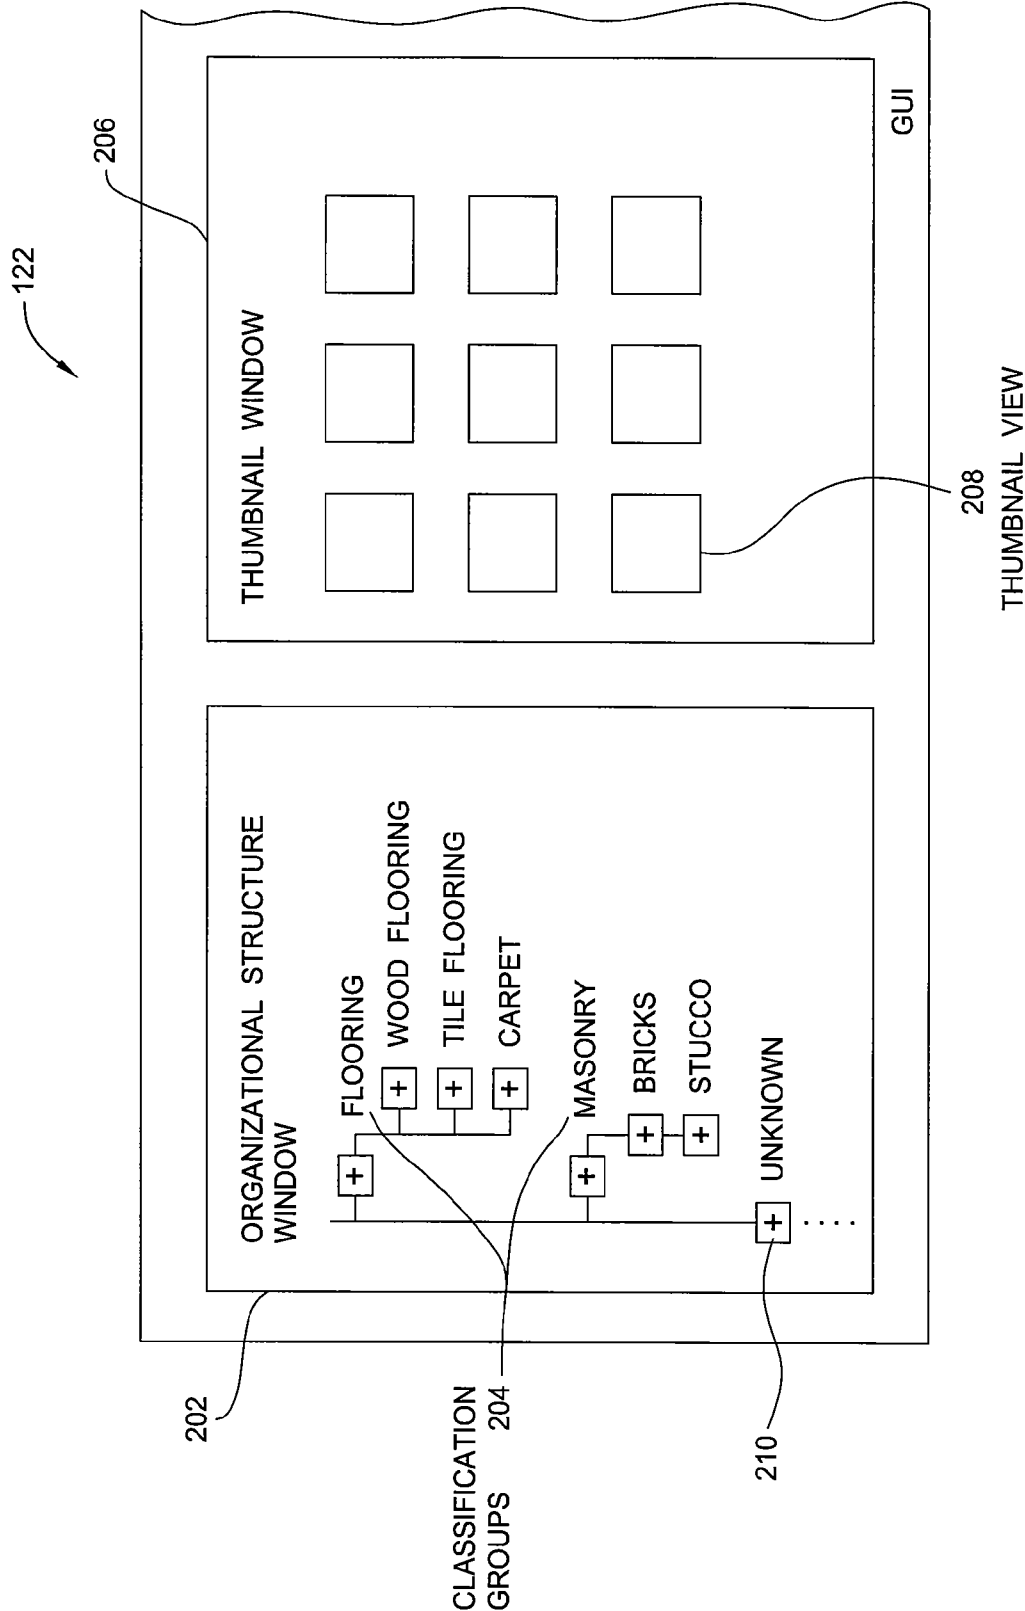 122
206
202
ORGANIZATIONAL STRUCTURE
WINDOW
FLOORING
+
+ WOOD FLOORING
+ TILE FLOORING
+ CARPET
CLASSIFICATION
GROUPS 204
MASONRY
+
+ BRICKS
+ STUCCO
210
+ UNKNOWN
....
THUMBNAIL WINDOW
GUI
208
THUMBNAIL VIEW